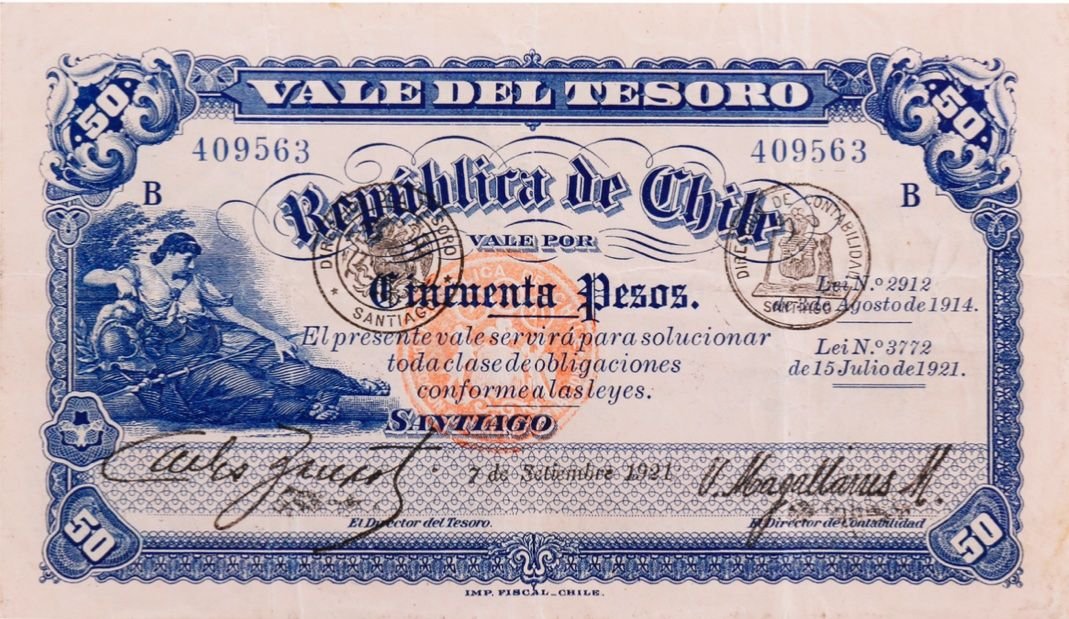 VALE DEL TESORO
50 50
409563 409563
B B
República de Chile
VALE POR
Cincuenta Pesos.
El presente vale servirá para solucionar
toda clase de obligaciones
conforme a las leyes.
SANTIAGO
Lei N.º 2912
Agosto de 1914.
Lei N.º 3772
de 15 Julio de 1921.
TESORO
SANTIAGO
DE CONTABILIDAD
SANTIAGO
7 de Setiembre 1921
Carlos
V. Magallanes M.
El Director del Tesoro.
El Director de Contabilidad
50 50
IMP. FISCAL_CHILE.